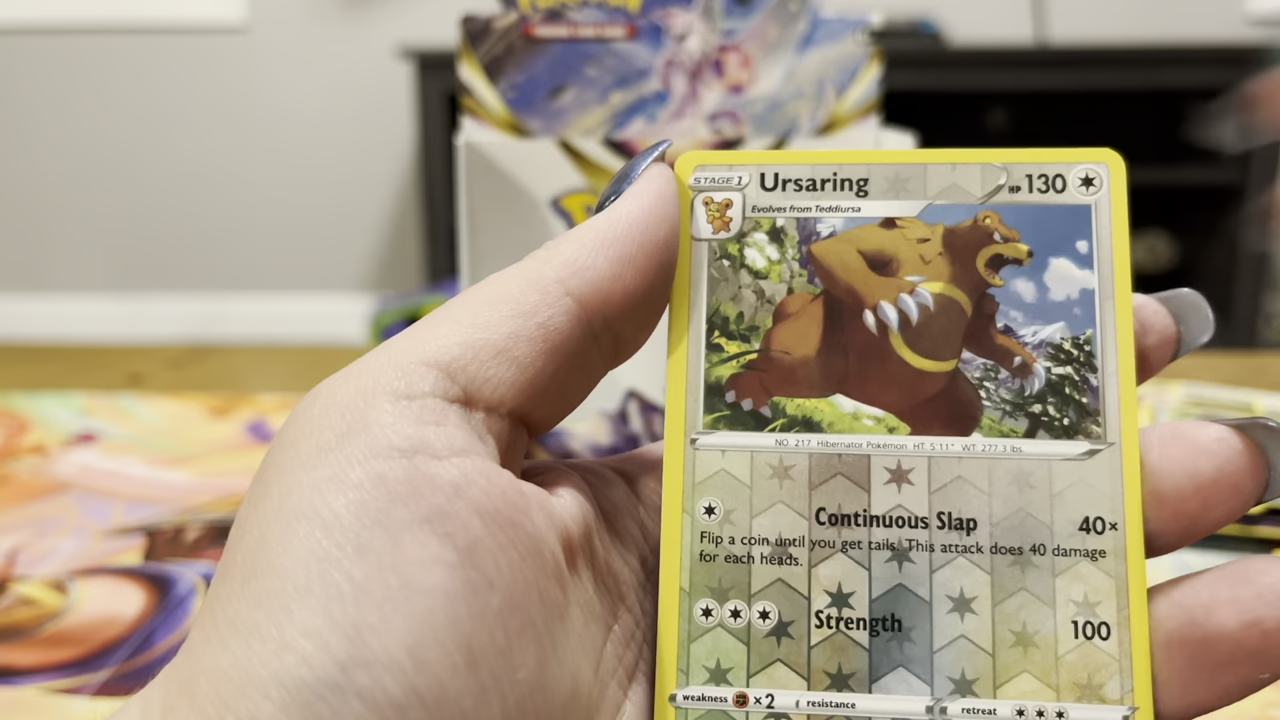 Pokémon
STAGE 1
Ursaring
HP 130
Evolves from Teddiursa
NO. 217 Hibernator Pokémon HT: 5'11" WT: 277.3 lbs.
Continuous Slap 40×
Flip a coin until you get tails. This attack does 40 damage
for each heads.
Strength 100
weakness ×2 resistance retreat